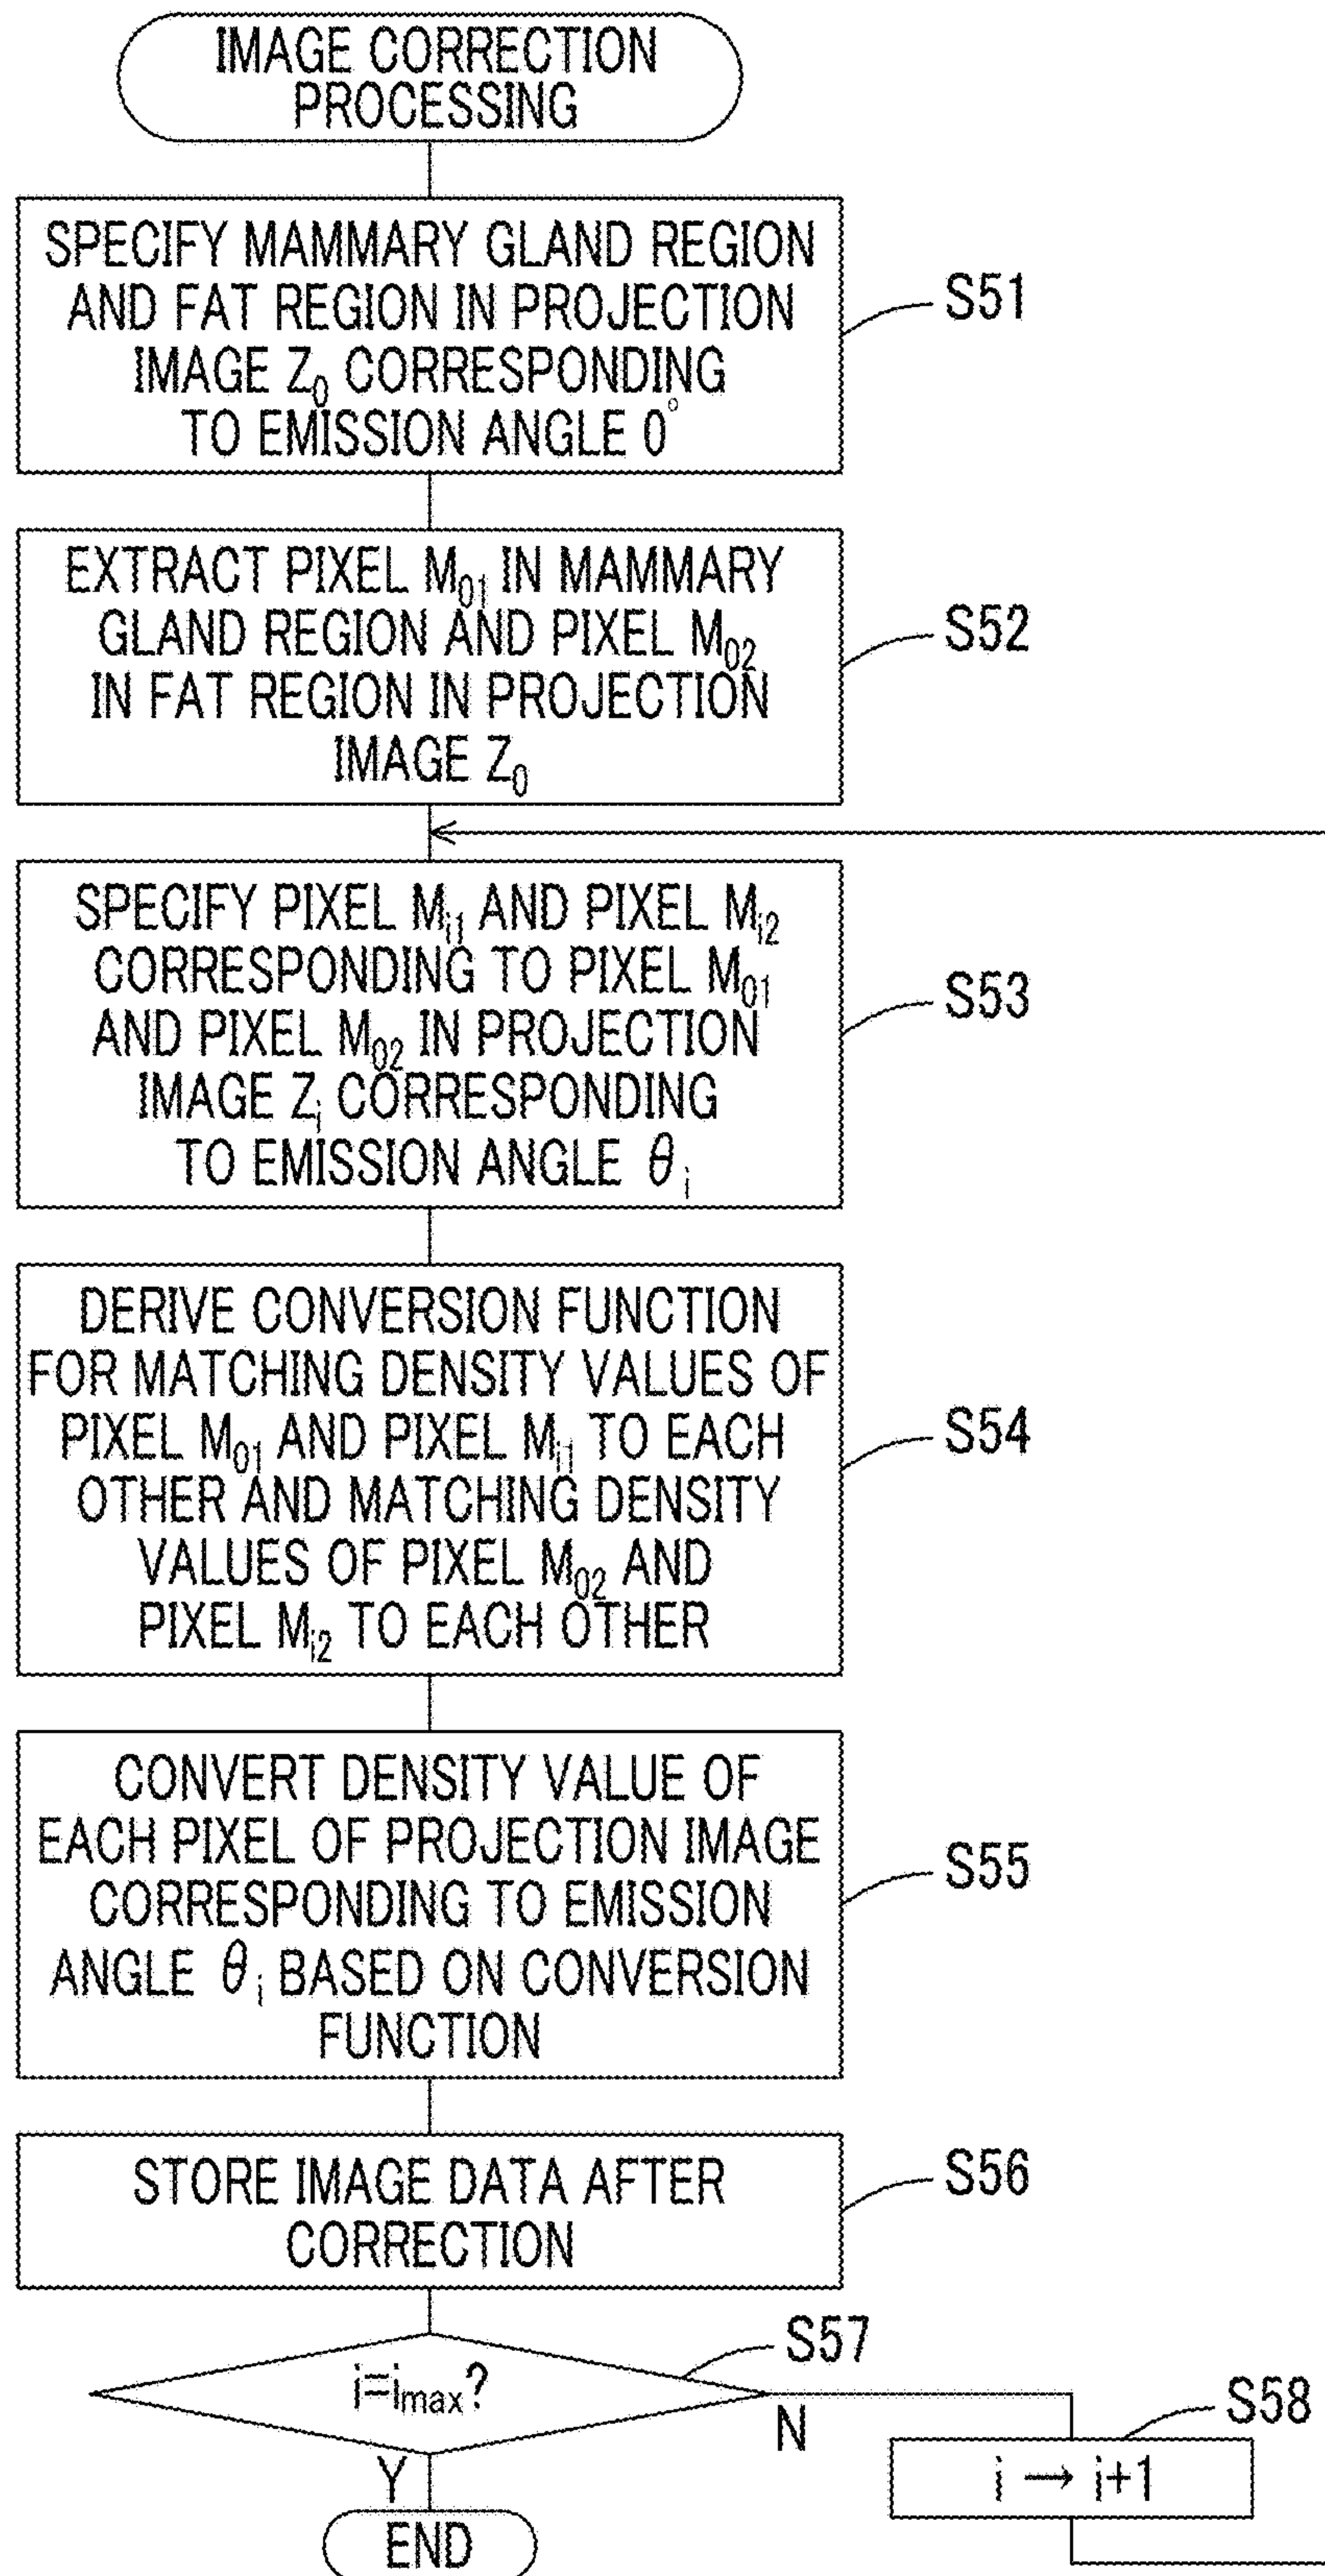 IMAGE CORRECTION
PROCESSING
SPECIFY MAMMARY GLAND REGION
AND FAT REGION IN PROJECTION
IMAGE Z₀ CORRESPONDING
TO EMISSION ANGLE 0°
S51
EXTRACT PIXEL M₀₁ IN MAMMARY
GLAND REGION AND PIXEL M₀₂
IN FAT REGION IN PROJECTION
IMAGE Z₀
S52
SPECIFY PIXEL Mᵢ₁ AND PIXEL Mᵢ₂
CORRESPONDING TO PIXEL M₀₁
AND PIXEL M₀₂ IN PROJECTION
IMAGE Zᵢ CORRESPONDING
TO EMISSION ANGLE θᵢ
S53
DERIVE CONVERSION FUNCTION
FOR MATCHING DENSITY VALUES OF
PIXEL M₀₁ AND PIXEL Mᵢ₁ TO EACH
OTHER AND MATCHING DENSITY
VALUES OF PIXEL M₀₂ AND
PIXEL Mᵢ₂ TO EACH OTHER
S54
CONVERT DENSITY VALUE OF
EACH PIXEL OF PROJECTION IMAGE
CORRESPONDING TO EMISSION
ANGLE θᵢ BASED ON CONVERSION
FUNCTION
S55
STORE IMAGE DATA AFTER
CORRECTION
S56
i=iₘₐₓ?
S57
N
S58
i → i+1
Y
END